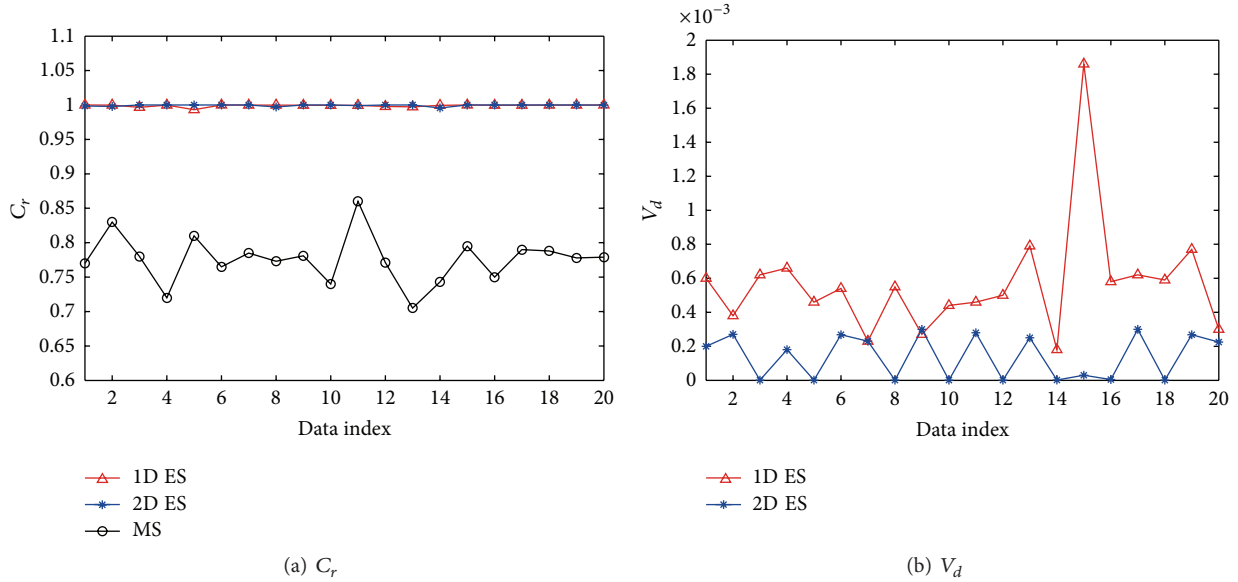 1.1
1.05
1
0.95
0.9
0.85
0.8
0.75
0.7
0.65
0.6
C_r
2 4 6 8 10 12 14 16 18 20
Data index
1D ES
2D ES
MS
(a) C_r
×10⁻³
2
1.8
1.6
1.4
1.2
1
0.8
0.6
0.4
0.2
0
V_d
2 4 6 8 10 12 14 16 18 20
Data index
1D ES
2D ES
(b) V_d